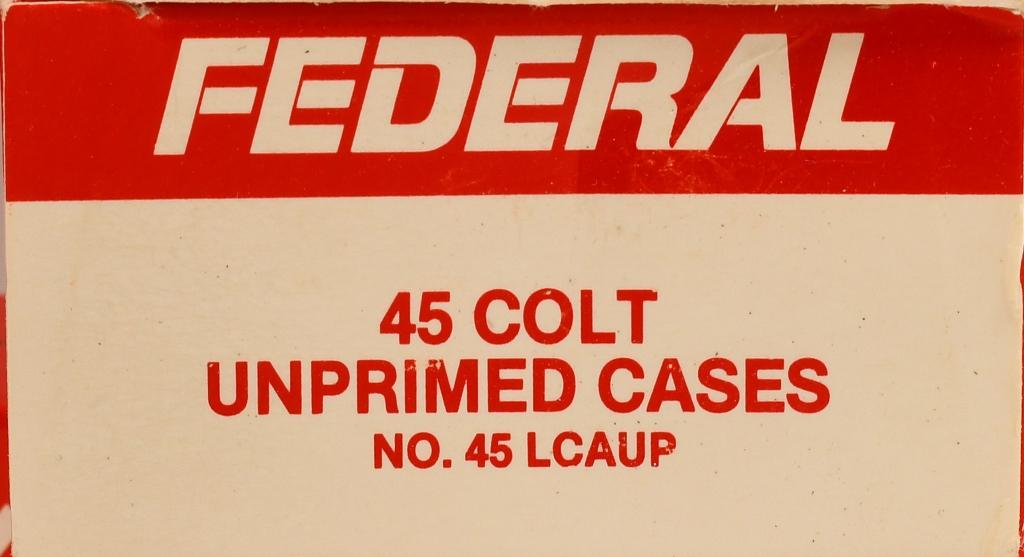 FEDERAL
45 COLT
UNPRIMED CASES
NO. 45 LCAUP